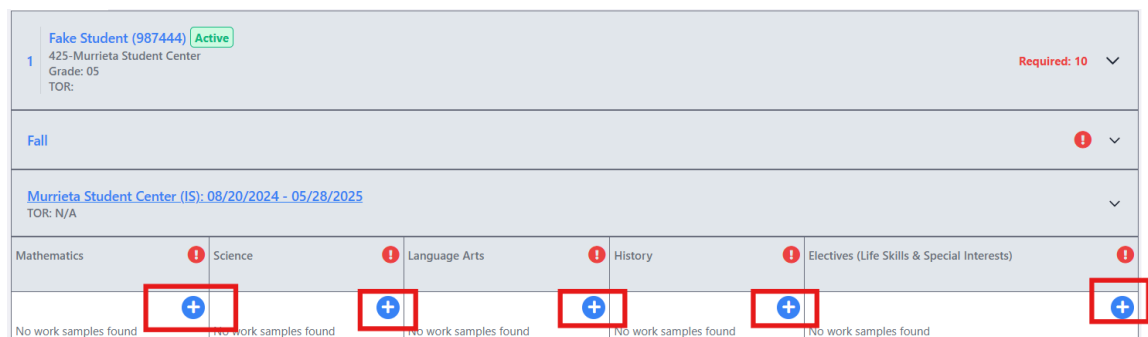 1
Fake Student (987444) Active
425-Murrieta Student Center
Grade: 05
TOR:
Required: 10
Fall
Murrieta Student Center (IS): 08/20/2024 - 05/28/2025
TOR: N/A
Mathematics
Science
Language Arts
History
Electives (Life Skills & Special Interests)
No work samples found
No work samples found
No work samples found
No work samples found
No work samples found